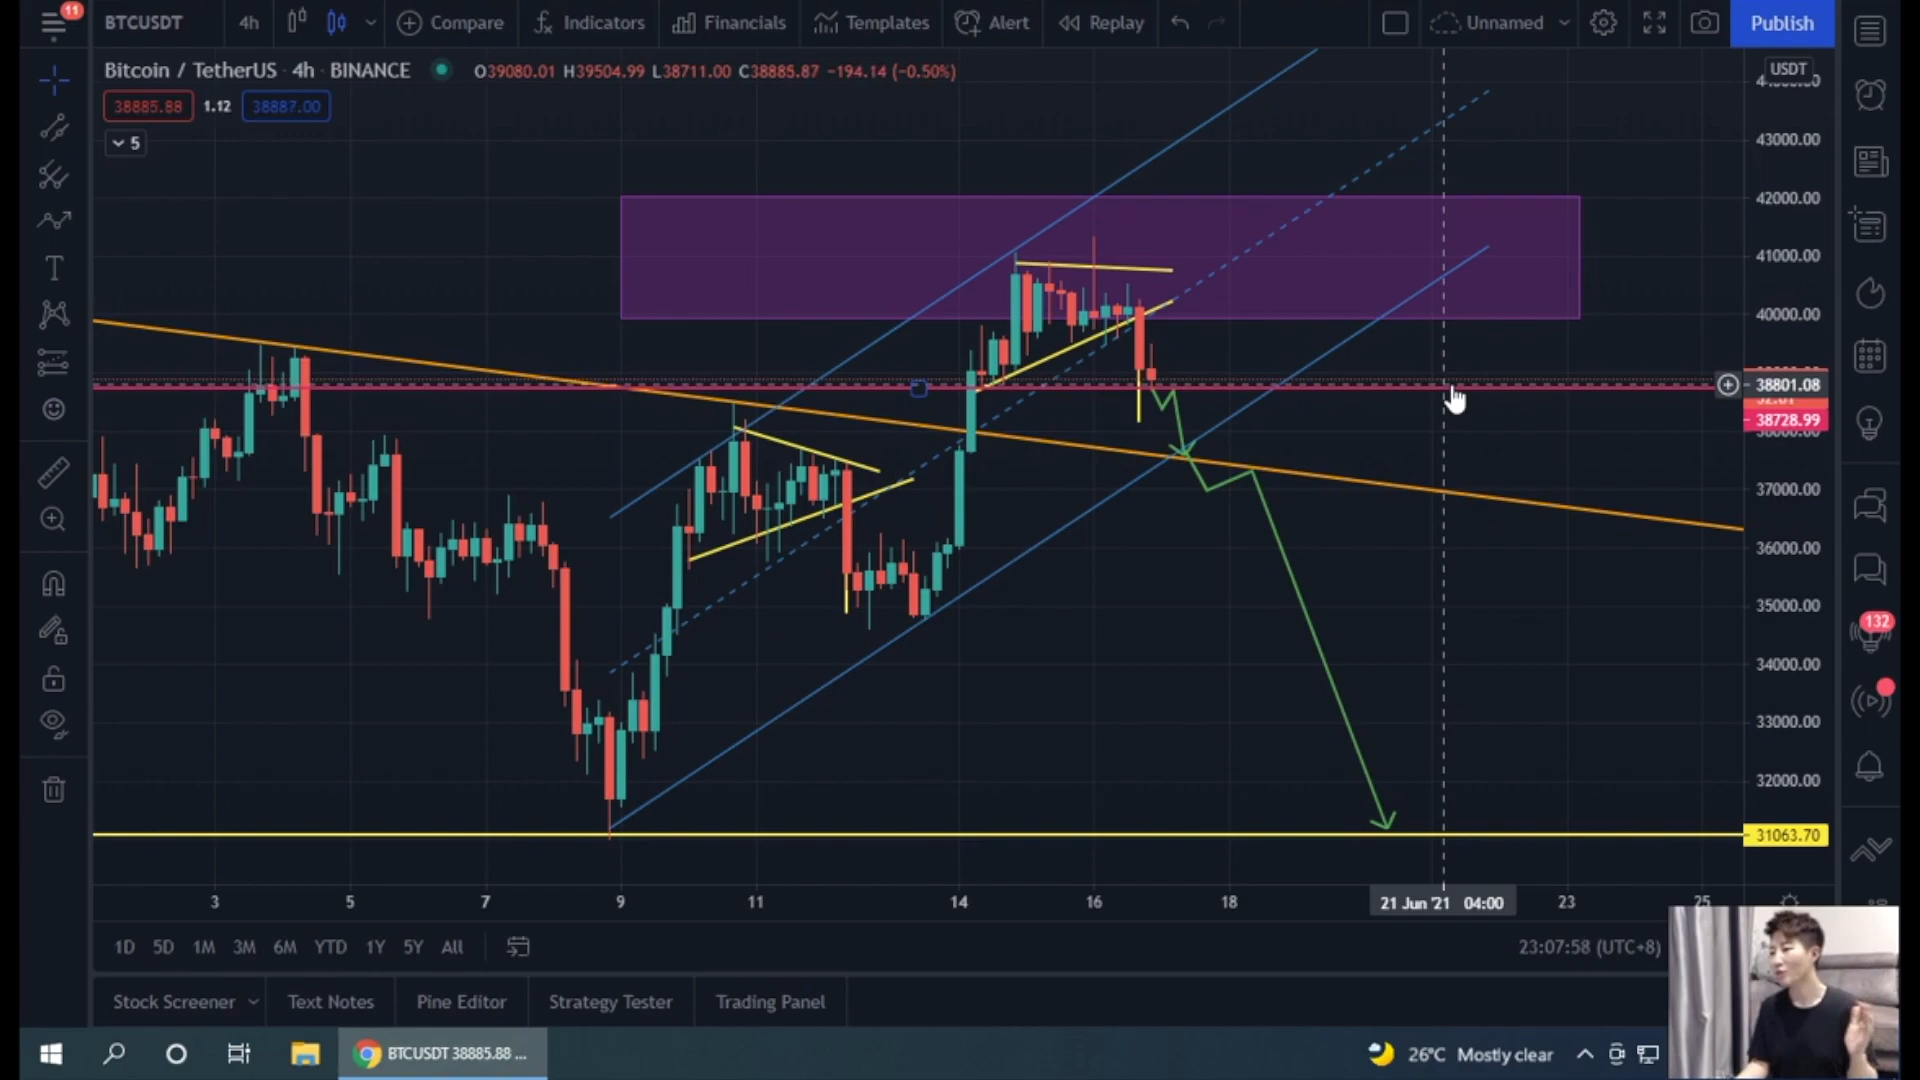 11
BTCUSDT 4h Compare Indicators Financials Templates Alert Replay Unnamed Publish
Bitcoin / TetherUS · 4h · BINANCE O39080.01 H39504.99 L38711.00 C38885.87 −194.14 (−0.50%)
38885.88 1.12 38887.00
5
USDT
43000.00
42000.00
41000.00
40000.00
38801.08
38728.99
38000.00
37000.00
36000.00
35000.00
34000.00
33000.00
32000.00
31063.70
132
3 5 7 9 11 14 16 18 21 Jun '21 04:00 23 25
1D 5D 1M 3M 6M YTD 1Y 5Y All 23:07:58 (UTC+8)
Stock Screener Text Notes Pine Editor Strategy Tester Trading Panel
BTCUSDT 38885.88 ... 26°C Mostly clear